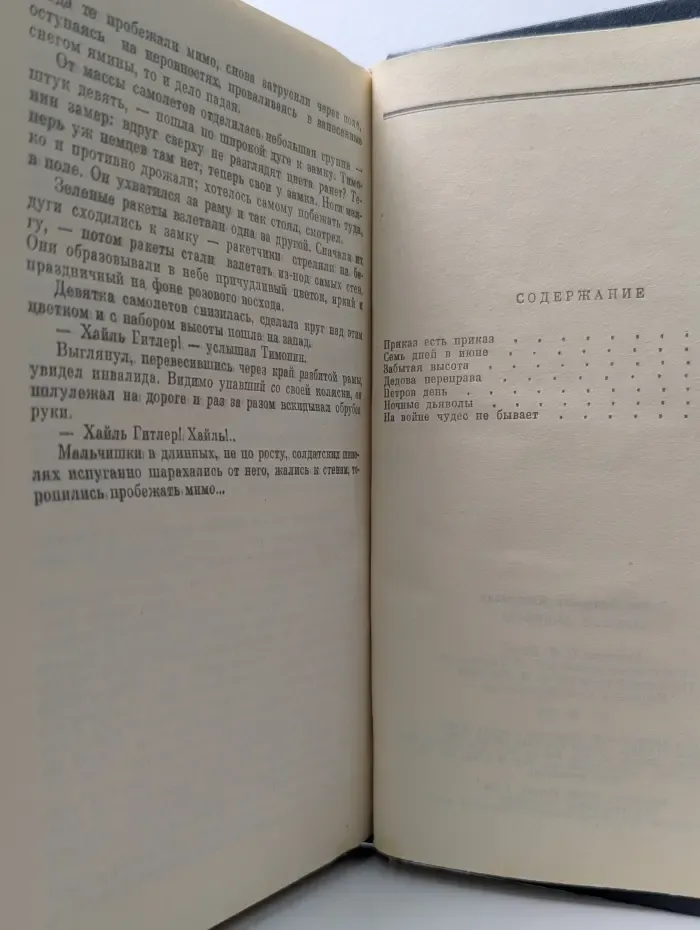 те пробежали мимо, снова затрусили через поле,
оступаясь на неровностях, проваливаясь в занесенные
снегом ямины, то и дело падая.
От массы самолетов отделилась небольшая группа —
штук девять, — пошла по широкой дуге к замку. Тимо-
нин замер: вдруг сверху не разглядят цвета ракет? Те-
перь уж немцев там нет, теперь свои у замка. Ноги мел-
ко и противно дрожали; хотелось самому побежать туда,
в поле. Он ухватился за раму и так стоял, смотрел.
Зеленые ракеты взлетали одна за другой. Сначала их
дуги сходились к замку — ракетчики стреляли на бе-
гу, — потом ракеты стали взлетать из-под самых стен.
Они образовывали в небе причудливый цветок, яркий и
праздничный на фоне розового восхода.
Девятка самолетов снизилась, сделала круг над этим
цветком и с набором высоты пошла на запад.
— Хайль Гитлер! — услышал Тимонин.
Выглянул, перевесившись через край разбитой рамы,
увидел инвалида. Видимо упавший со своей коляски, он
полулежал на дороге и раз за разом вскидывал обрубок
руки.
— Хайль Гитлер! Хайль!..
Мальчишки в длинных, не по росту, солдатских шине-
лях испуганно шарахались от него, жались к стенам, то-
ропились пробежать мимо...
СОДЕРЖАНИЕ
Приказ есть приказ . . . . . . .
Семь дней в июне . . . . . . .
Забытая высота . . . . . . . .
Дедова переправа . . . . . . .
Петров день . . . . . . . .
Ночные дьяволы . . . . . . . .
На войне чудес не бывает . . . . .